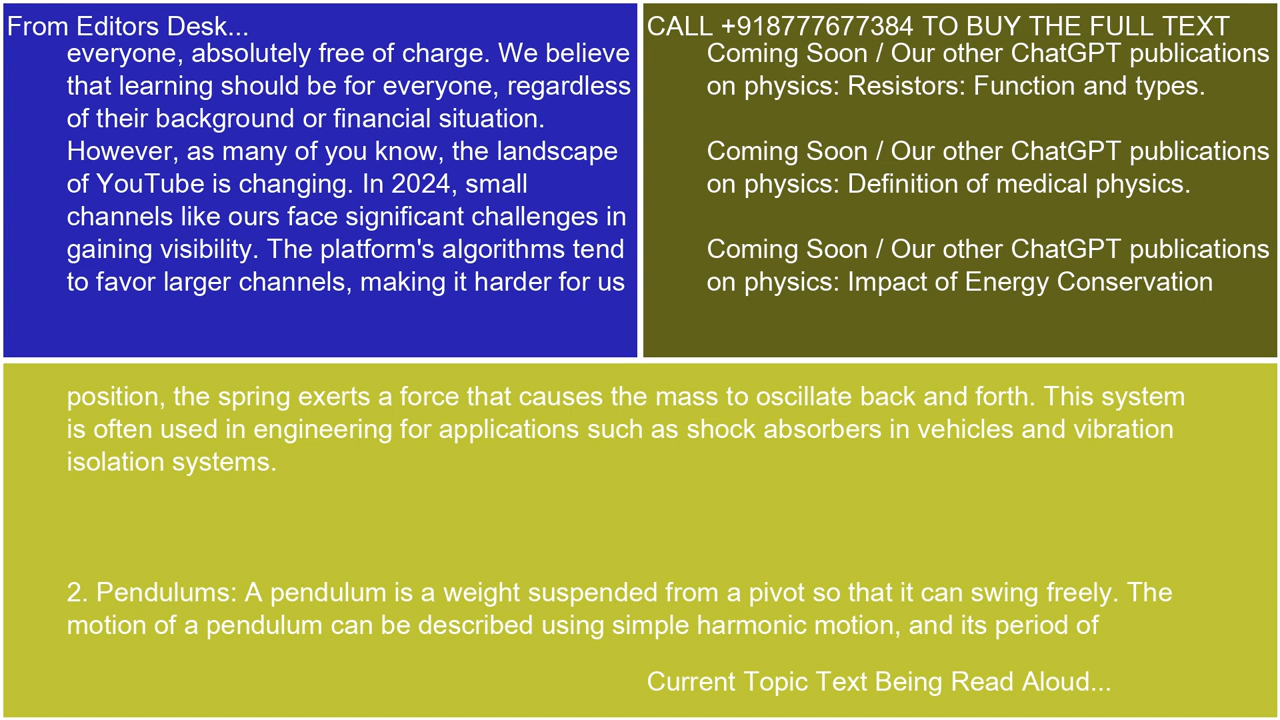 From Editors Desk...
everyone, absolutely free of charge. We believe
that learning should be for everyone, regardless
of their background or financial situation.
However, as many of you know, the landscape
of YouTube is changing. In 2024, small
channels like ours face significant challenges in
gaining visibility. The platform's algorithms tend
to favor larger channels, making it harder for us
CALL +918777677384 TO BUY THE FULL TEXT
Coming Soon / Our other ChatGPT publications
on physics: Resistors: Function and types.
Coming Soon / Our other ChatGPT publications
on physics: Definition of medical physics.
Coming Soon / Our other ChatGPT publications
on physics: Impact of Energy Conservation
position, the spring exerts a force that causes the mass to oscillate back and forth. This system
is often used in engineering for applications such as shock absorbers in vehicles and vibration
isolation systems.
2. Pendulums: A pendulum is a weight suspended from a pivot so that it can swing freely. The
motion of a pendulum can be described using simple harmonic motion, and its period of
Current Topic Text Being Read Aloud...